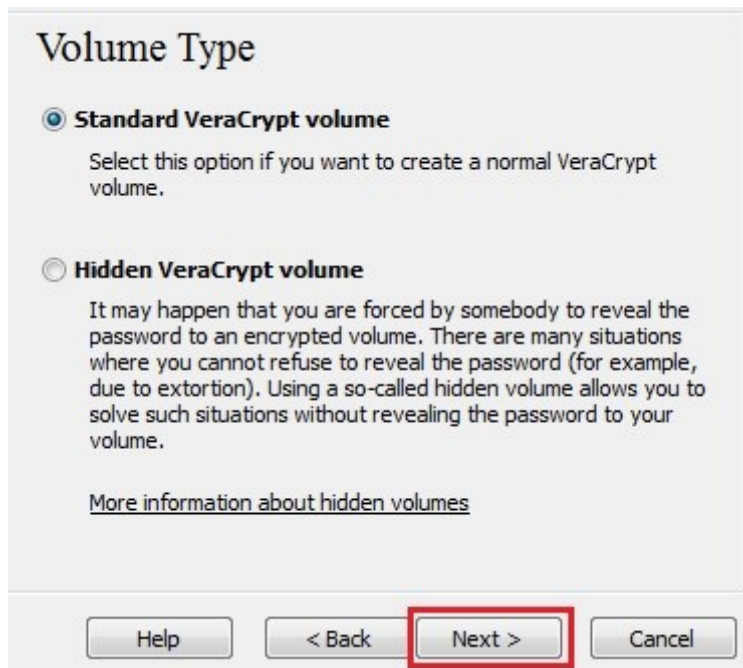 Volume Type
Standard VeraCrypt volume
Select this option if you want to create a normal VeraCrypt
volume.
Hidden VeraCrypt volume
It may happen that you are forced by somebody to reveal the
password to an encrypted volume. There are many situations
where you cannot refuse to reveal the password (for example,
due to extortion). Using a so-called hidden volume allows you to
solve such situations without revealing the password to your
volume.
More information about hidden volumes
Help < Back Next > Cancel